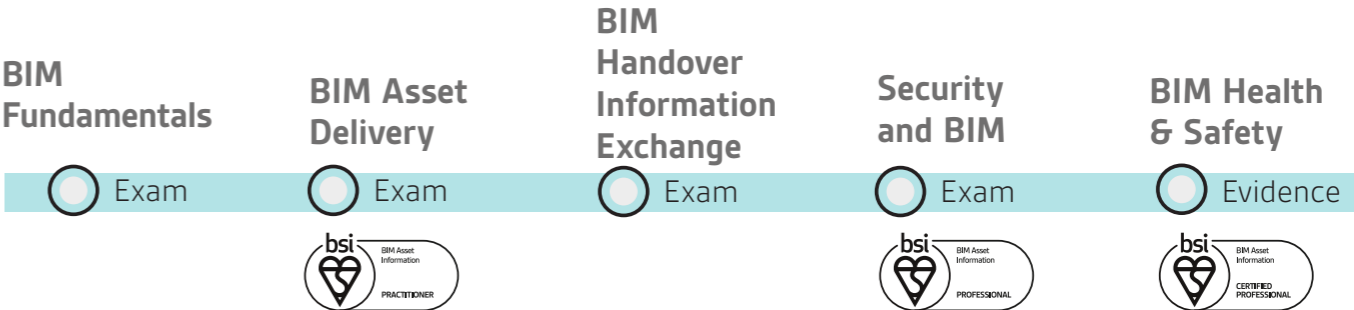 BIM
Fundamentals
Exam
BIM Asset
Delivery
Exam
bsi
BIM Asset
Information
PRACTITIONER
BIM
Handover
Information
Exchange
Exam
Security
and BIM
Exam
bsi
BIM Asset
Information
PROFESSIONAL
BIM Health
& Safety
Evidence
bsi
BIM Asset
Information
CERTIFIED
PROFESSIONAL